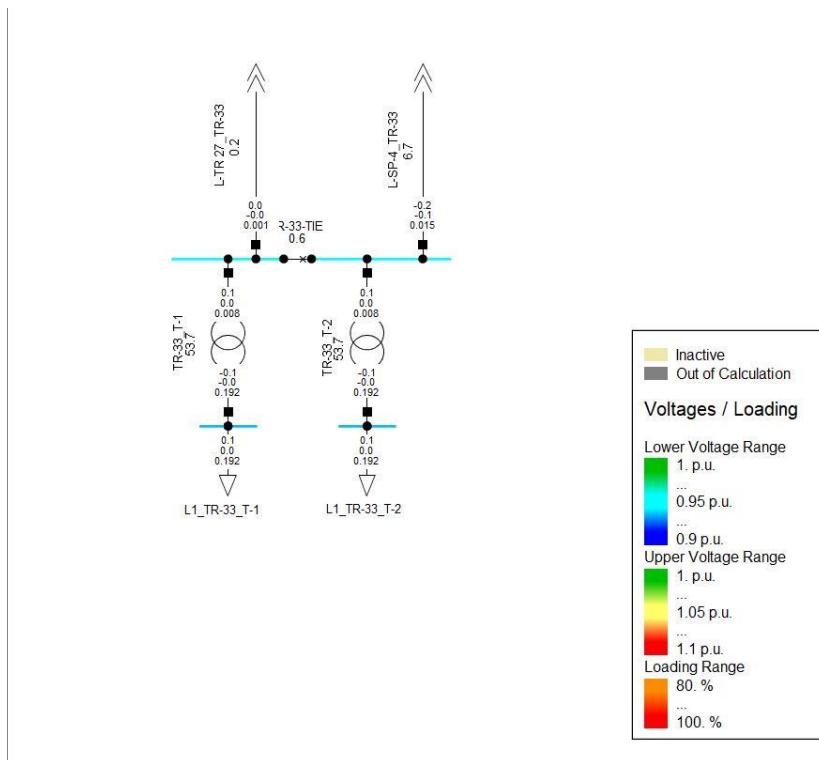 L-TR 27_TR-33
0.2
L-SP-4_TR-33
6.7
0.0
-0.0
0.001
-0.2
-0.1
0.015
R-33-TIE
0.6
0.1
0.0
0.008
0.1
0.0
0.008
TR-33_T-1
53.7
TR-33_T-2
53.7
-0.1
-0.0
0.192
-0.1
-0.0
0.192
0.1
0.0
0.192
0.1
0.0
0.192
L1_TR-33_T-1
L1_TR-33_T-2
Inactive
Out of Calculation
Voltages / Loading
Lower Voltage Range
1. p.u.
...
0.95 p.u.
...
0.9 p.u.
Upper Voltage Range
1. p.u.
...
1.05 p.u.
...
1.1 p.u.
Loading Range
80. %
...
100. %